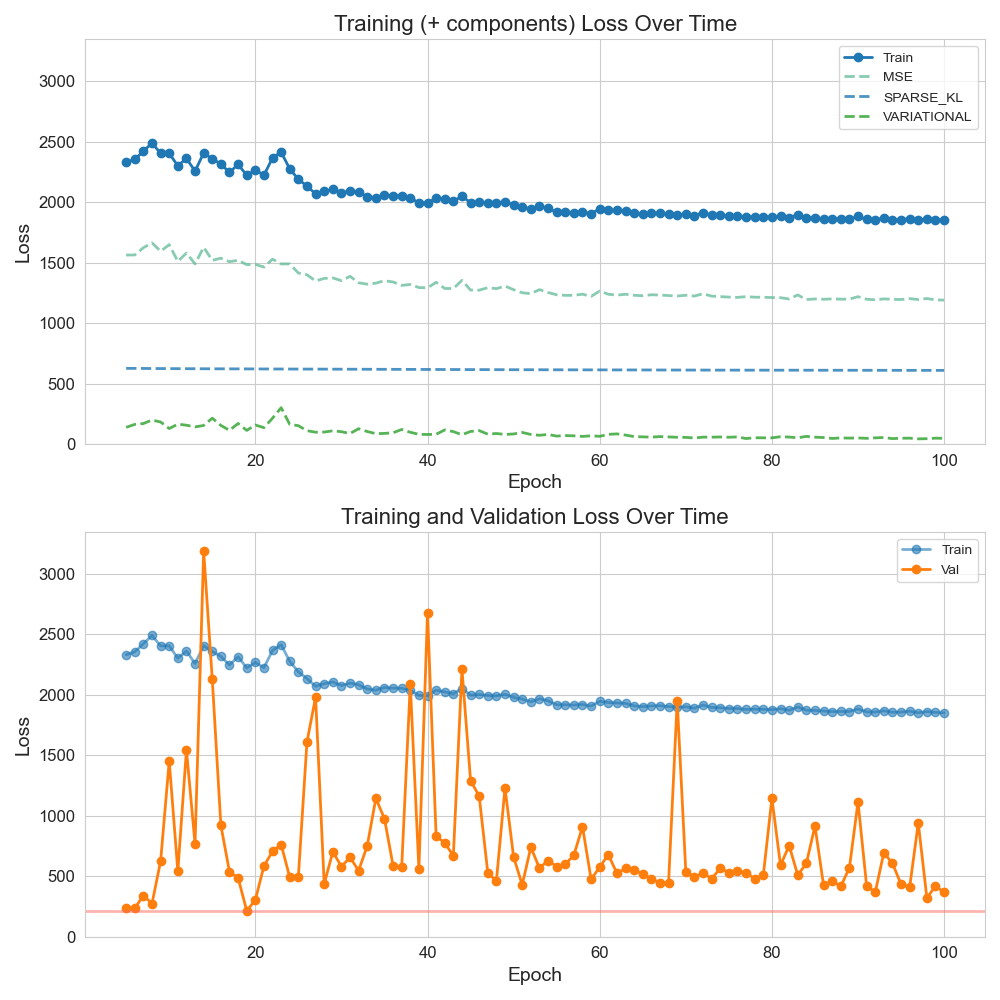 Training (+ components) Loss Over Time
Loss
3000
2500
2000
1500
1000
500
0
Train
MSE
SPARSE_KL
VARIATIONAL
20 40 60 80 100
Epoch
Training and Validation Loss Over Time
Loss
3000
2500
2000
1500
1000
500
0
Train
Val
20 40 60 80 100
Epoch